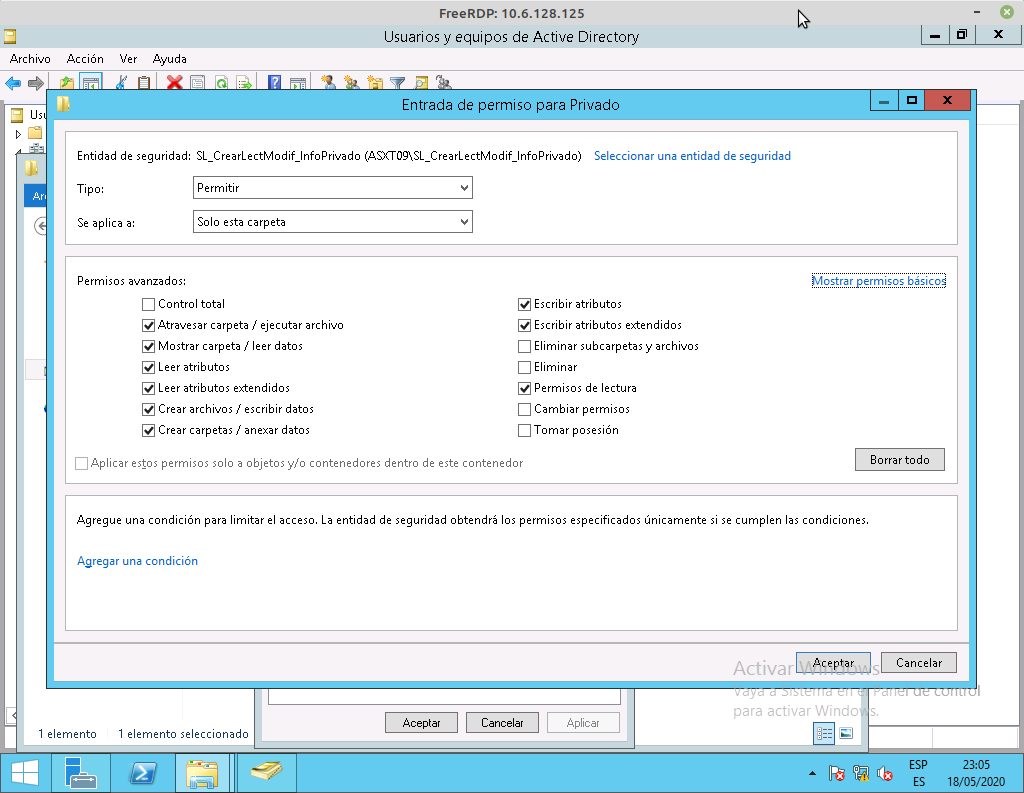 FreeRDP: 10.6.128.125
Usuarios y equipos de Active Directory
Archivo Acción Ver Ayuda
Entrada de permiso para Privado
Entidad de seguridad: SL_CrearLectModif_InfoPrivado (ASXT09\SL_CrearLectModif_InfoPrivado) Seleccionar una entidad de seguridad
Tipo: Permitir
Se aplica a: Solo esta carpeta
Permisos avanzados: Mostrar permisos básicos
Control total Escribir atributos
Atravesar carpeta / ejecutar archivo Escribir atributos extendidos
Mostrar carpeta / leer datos Eliminar subcarpetas y archivos
Leer atributos Eliminar
Leer atributos extendidos Permisos de lectura
Crear archivos / escribir datos Cambiar permisos
Crear carpetas / anexar datos Tomar posesión
Aplicar estos permisos solo a objetos y/o contenedores dentro de este contenedor Borrar todo
Agregue una condición para limitar el acceso. La entidad de seguridad obtendrá los permisos especificados únicamente si se cumplen las condiciones.
Agregar una condición
Aceptar Cancelar
Activar Windows
Vaya a Sistema en el Panel de control
para activar Windows.
Aceptar Cancelar Aplicar
1 elemento 1 elemento seleccionado
ESP 23:05
ES 18/05/2020